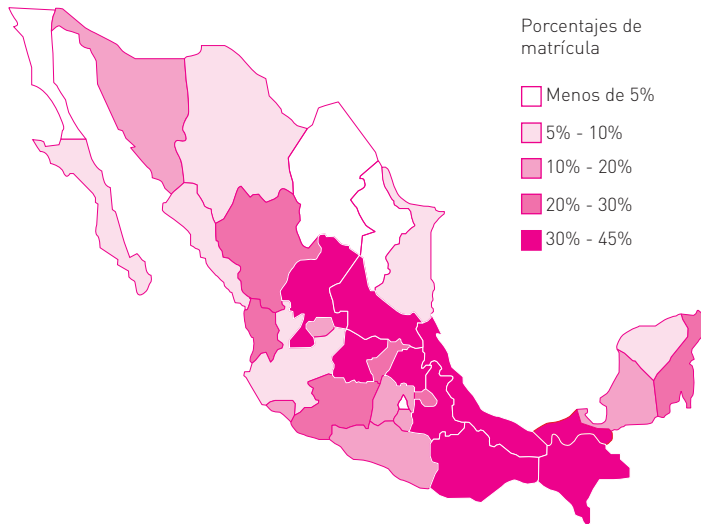 Porcentajes de
matrícula
Menos de 5%
5% - 10%
10% - 20%
20% - 30%
30% - 45%